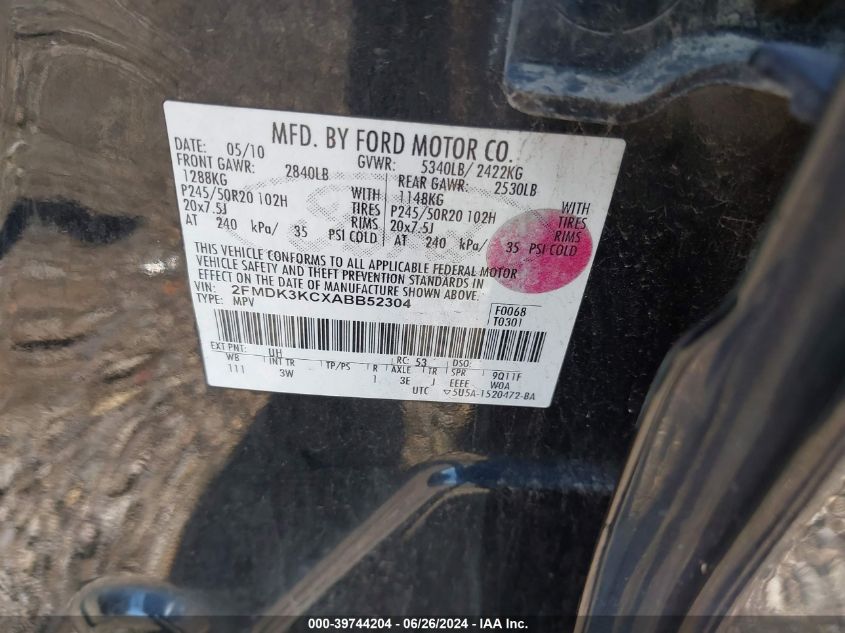 MFD. BY FORD MOTOR CO.
DATE: 05/10 GVWR: 5340LB/ 2422KG
FRONT GAWR: 2840LB REAR GAWR: 2530LB
1288KG WITH 1148KG WITH
P245/50R20 102H TIRES P245/50R20 102H TIRES
20x7.5J RIMS 20x7.5J RIMS
AT 240 kPa/ 35 PSI COLD AT 240 kPa/ 35 PSI COLD
THIS VEHICLE CONFORMS TO ALL APPLICABLE FEDERAL MOTOR
VEHICLE SAFETY AND THEFT PREVENTION STANDARDS IN
EFFECT ON THE DATE OF MANUFACTURE SHOWN ABOVE.
VIN: 2FMDK3KCXABB52304
TYPE: MPV F0068
T0301
EXT PNT: UH RC: 53 DSO:
WB INT TR TP/PS R AXLE TR SPR 9Q11F
111 3W 1 3E J EEEE W0A
UTC ▽5U5A-1520472-BA
000-39744204 - 06/26/2024 - IAA Inc.